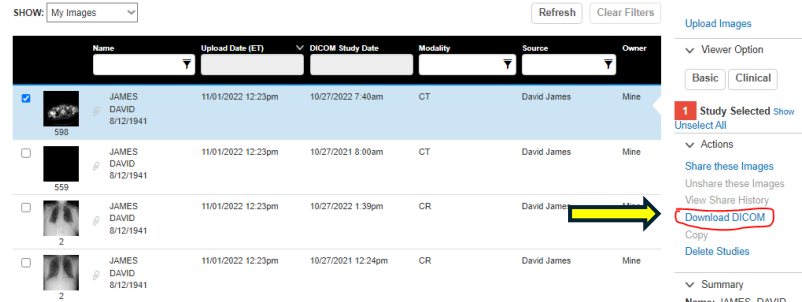 SHOW: My Images
Refresh Clear Filters
Name Upload Date (ET) DICOM Study Date Modality Source Owner
598
JAMES
DAVID
8/12/1941
11/01/2022 12:23pm 10/27/2022 7:40am CT David James Mine
559
JAMES
DAVID
8/12/1941
11/01/2022 12:23pm 10/27/2021 8:00am CT David James Mine
2
JAMES
DAVID
8/12/1941
11/01/2022 12:23pm 10/27/2022 1:39pm CR David James Mine
2
JAMES
DAVID
8/12/1941
11/01/2022 12:23pm 10/27/2021 12:24pm CR David James Mine
Upload Images
Viewer Option
Basic Clinical
1 Study Selected Show
Unselect All
Actions
Share these Images
Unshare these Images
View Share History
Download DICOM
Copy
Delete Studies
Summary
Name: JAMES, DAVID